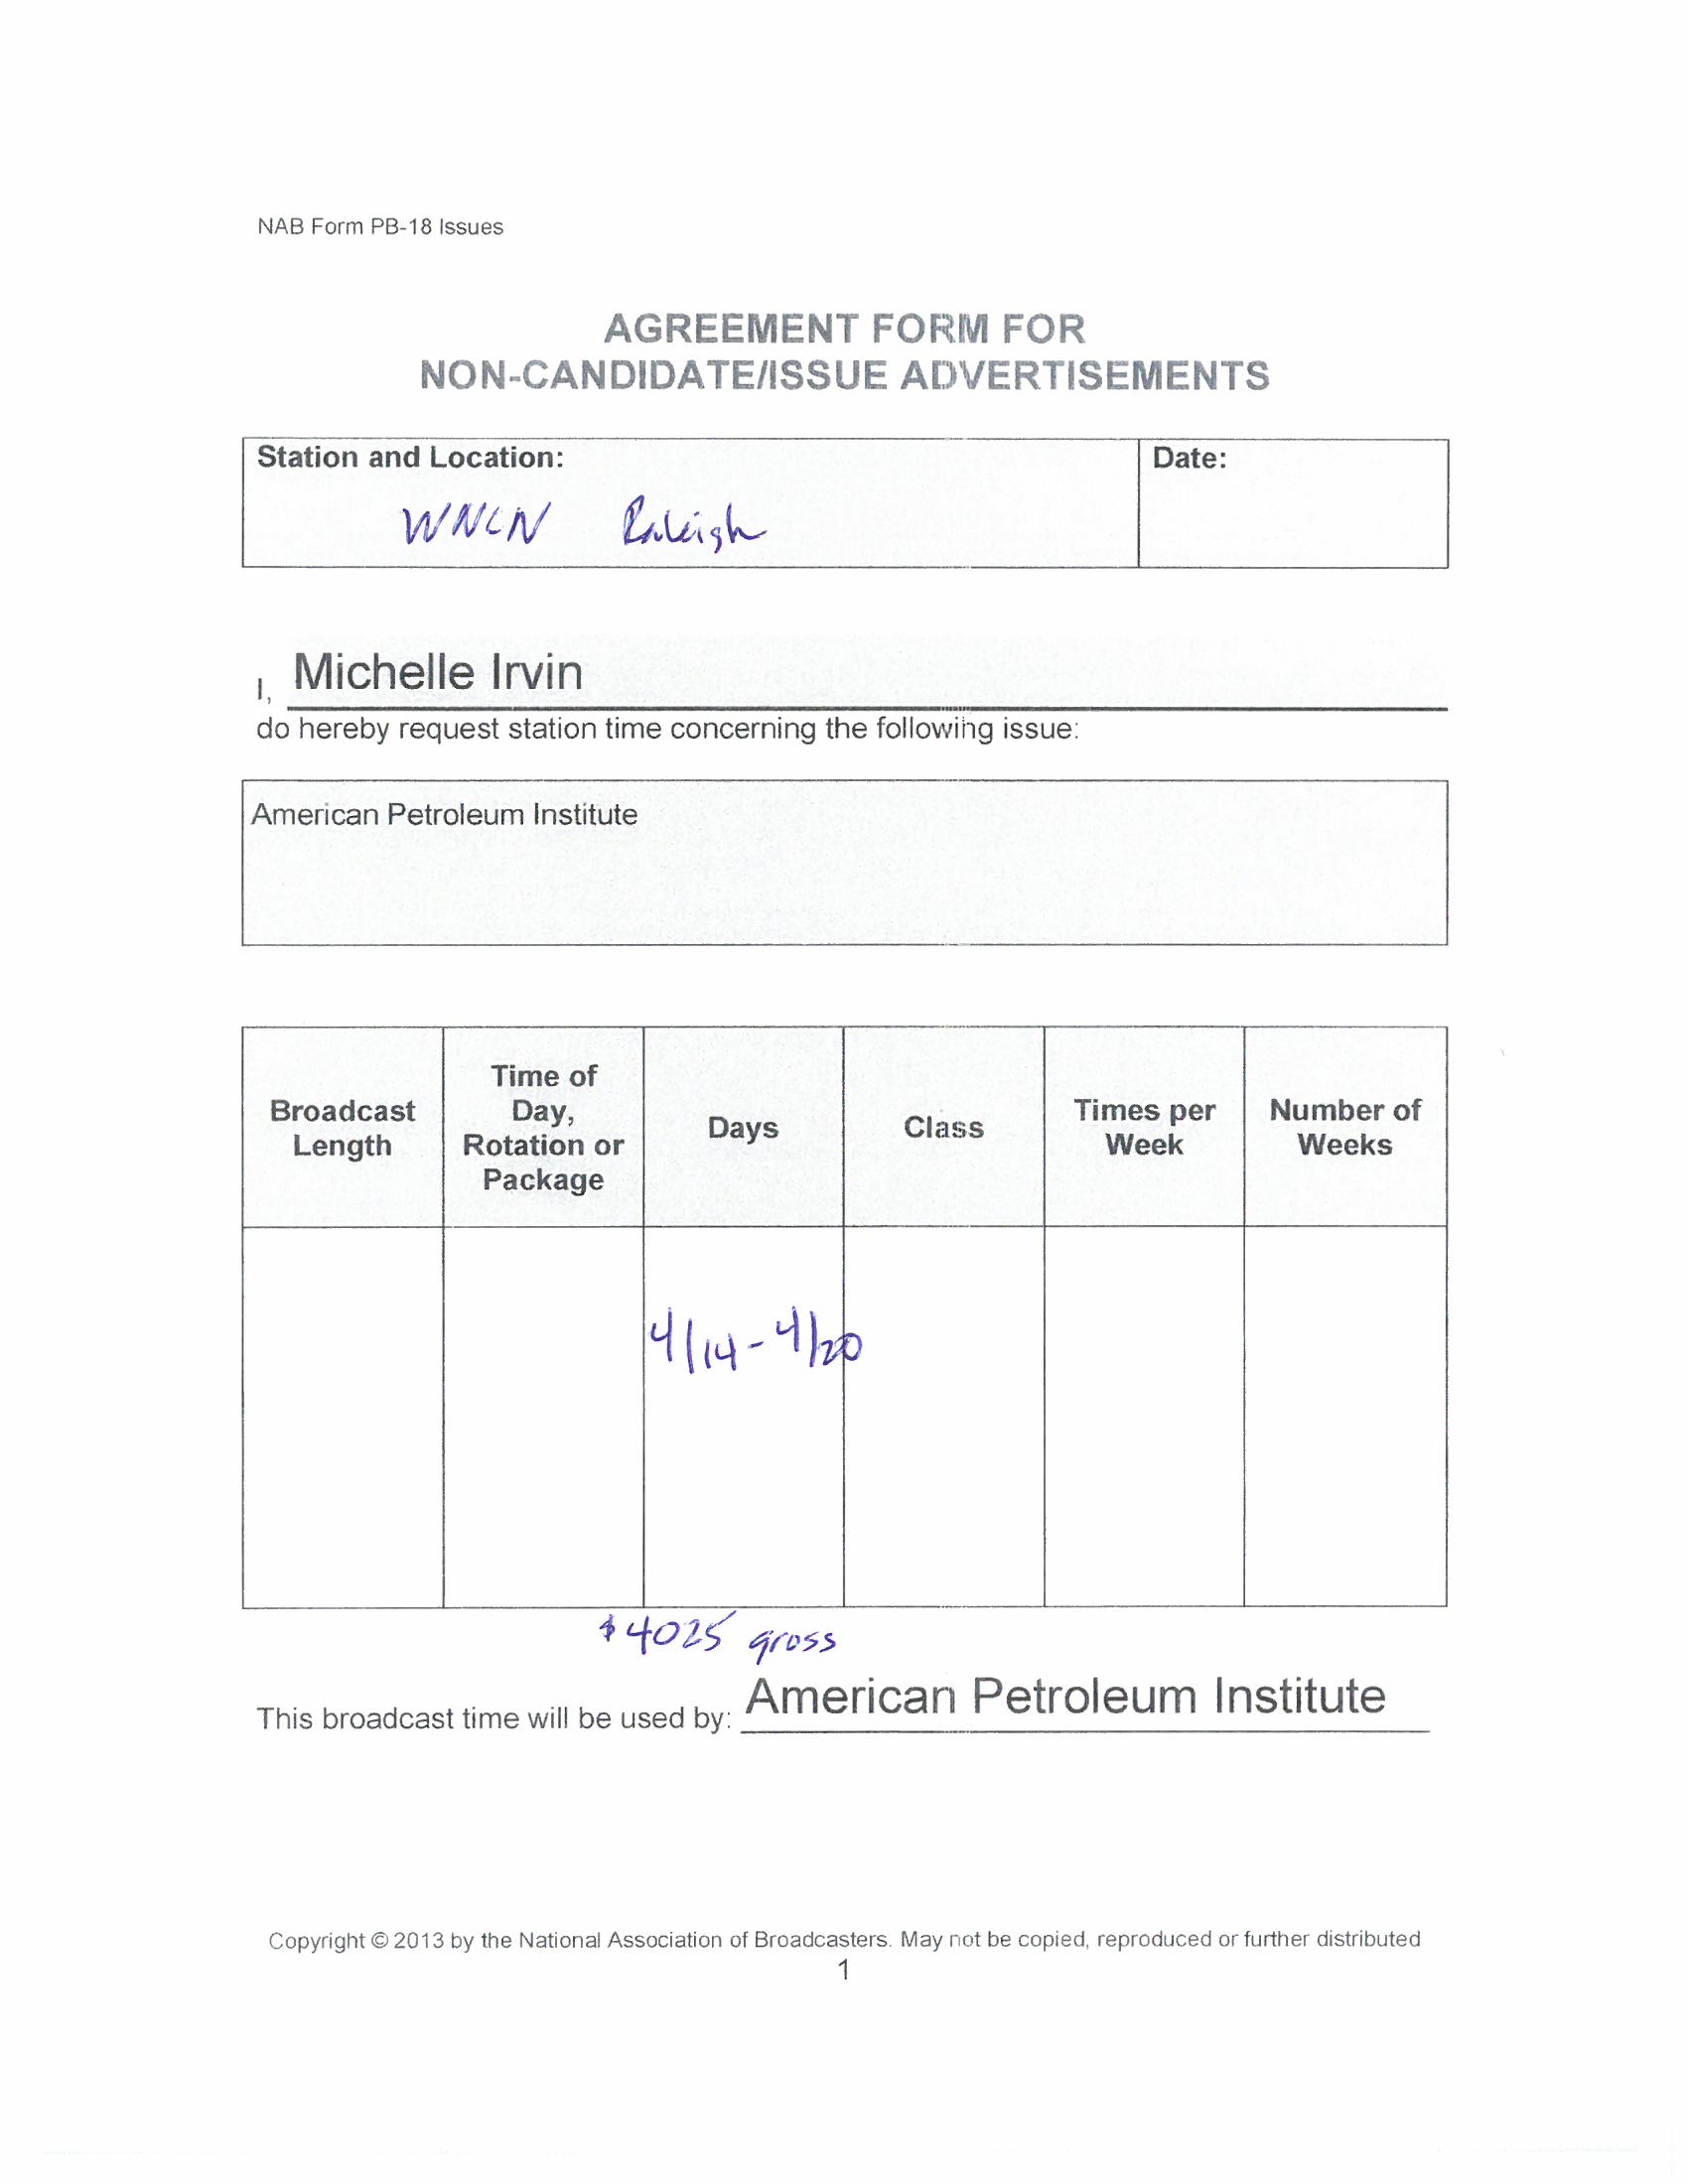 NAB Form PB-18 Issues
AGREEMENT FORM FOR
NON-CANDIDATE/ISSUE ADVERTISEMENTS
Station and Location:
Date:
WNCN Raleigh
I, Michelle Irvin
do hereby request station time concerning the following issue:
American Petroleum Institute
Broadcast Length
Time of Day, Rotation or Package
Days
Class
Times per Week
Number of Weeks
4/14-4/20
$4025 gross
This broadcast time will be used by: American Petroleum Institute
Copyright © 2013 by the National Association of Broadcasters. May not be copied, reproduced or further distributed
1